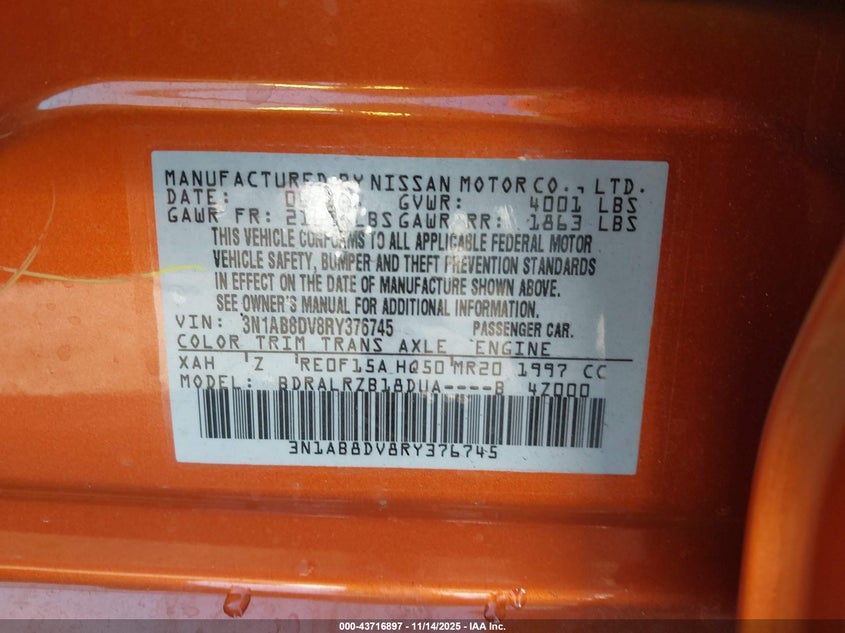 MANUFACTURED BY NISSAN MOTOR CO., LTD.
DATE: GVWR: 4001 LBS
GAWR FR: LBS GAWR RR: 1863 LBS
THIS VEHICLE CONFORMS TO ALL APPLICABLE FEDERAL MOTOR
VEHICLE SAFETY, BUMPER AND THEFT PREVENTION STANDARDS
IN EFFECT ON THE DATE OF MANUFACTURE SHOWN ABOVE.
SEE OWNER'S MANUAL FOR ADDITIONAL INFORMATION.
VIN: 3N1AB8DV8RY376745 PASSENGER CAR.
COLOR TRIM TRANS AXLE ENGINE
XAH Z RE0F15A HQ50 MR20 1997 CC
MODEL: BDRALRZB18DUA----B 4Z000
3N1AB8DV8RY376745
000-43716897 11/14/2025 - IAA Inc.